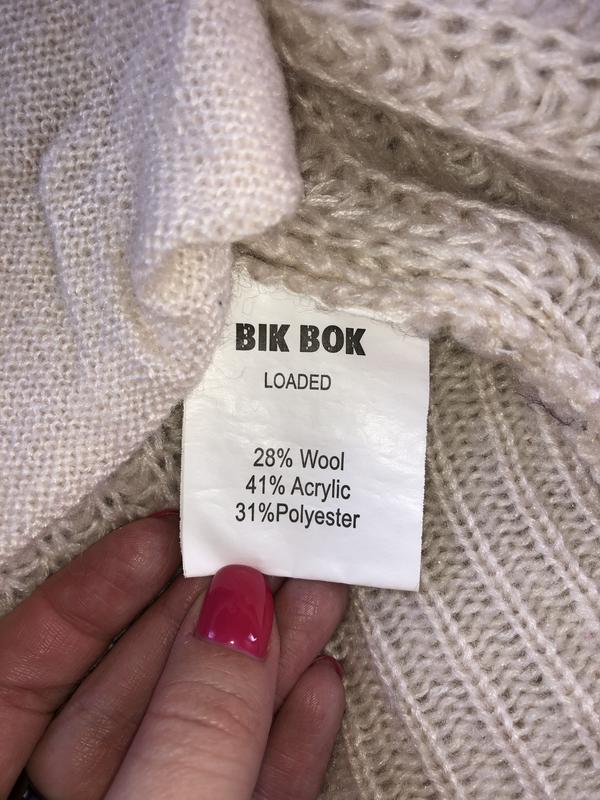 BIK BOK
LOADED
28% Wool
41% Acrylic
31%Polyester